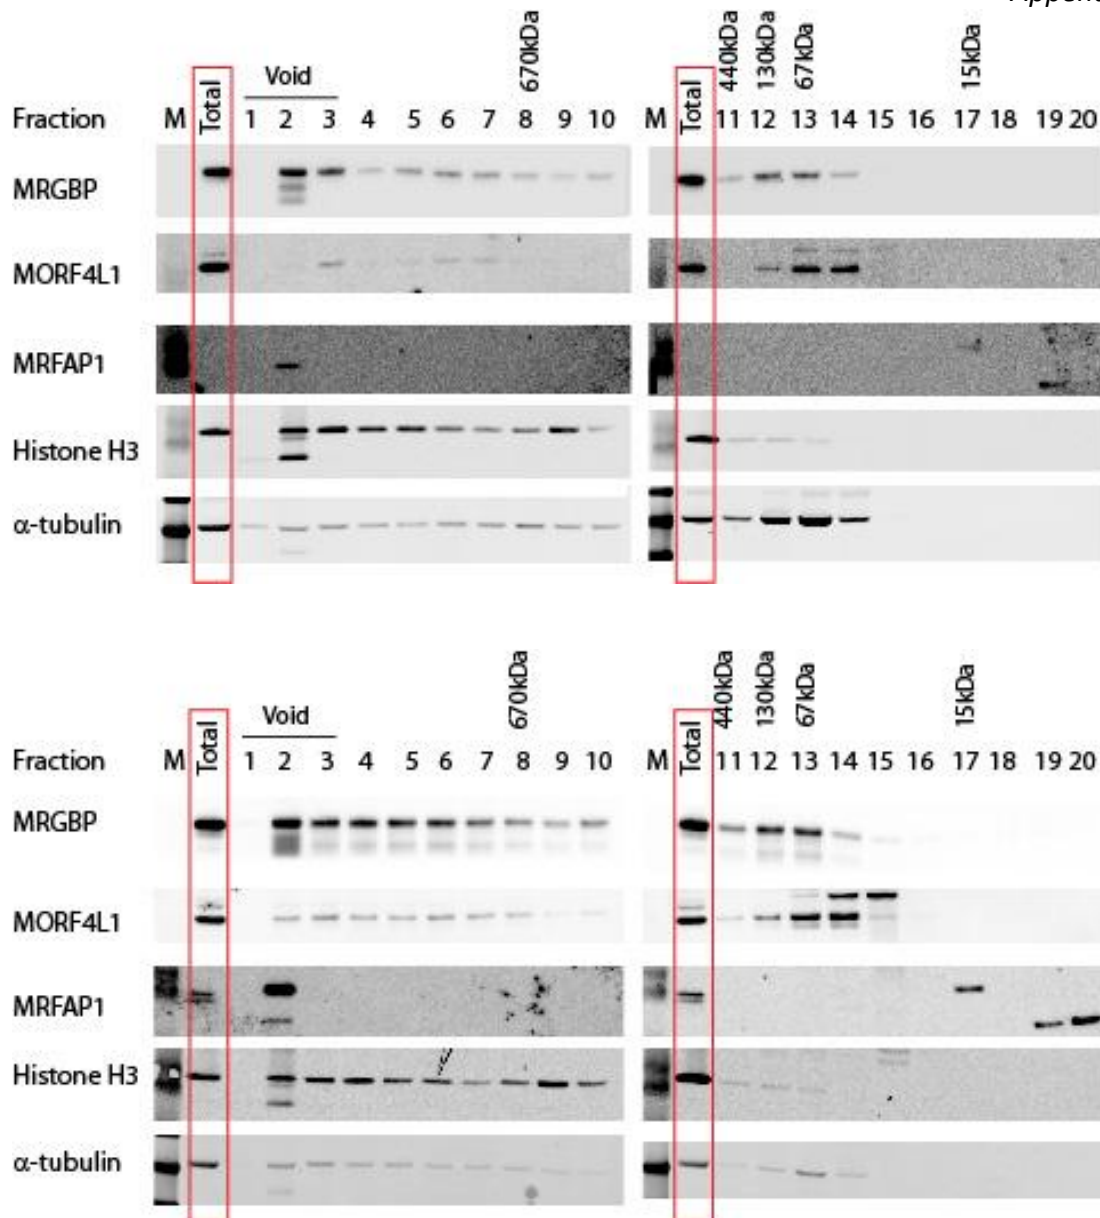 Appen
670kDa 440kDa 130kDa 67kDa 15kDa
Void
Fraction M Total 1 2 3 4 5 6 7 8 9 10 M Total 11 12 13 14 15 16 17 18 19 20
MRGBP
MORF4L1
MRFAP1
Histone H3
α-tubulin
670kDa 440kDa 130kDa 67kDa 15kDa
Void
Fraction M Total 1 2 3 4 5 6 7 8 9 10 M Total 11 12 13 14 15 16 17 18 19 20
MRGBP
MORF4L1
MRFAP1
Histone H3
α-tubulin